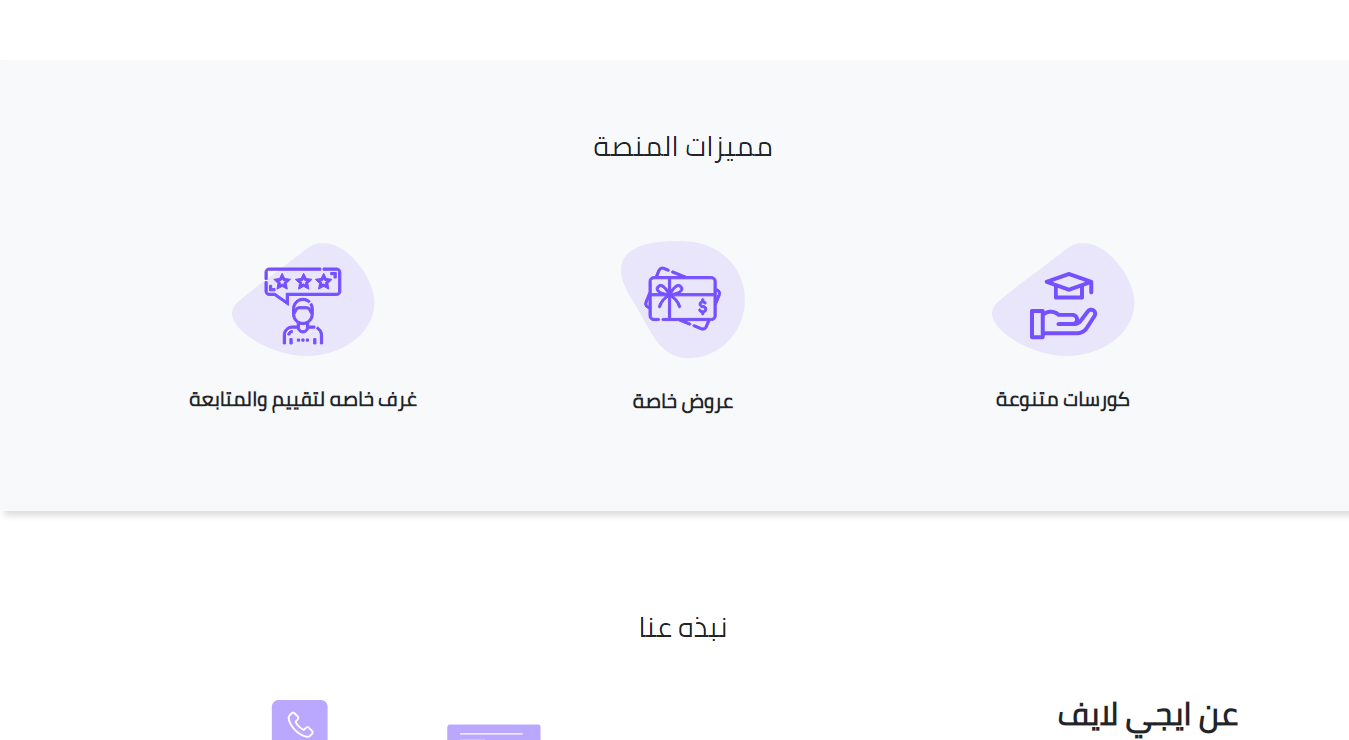 مميزات المنصة
كورسات متنوعة
عروض خاصة
غرف خاصه لتقييم والمتابعة
نبذه عنا
عن ايجي لايف